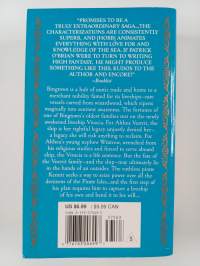 "PROMISES TO BE A
TRULY EXTRAORDINARY SAGA...THE
CHARACTERIZATIONS ARE CONSISTENTLY
SUPERB, AND [HOBB] ANIMATES
EVERYTHING WITH LOVE FOR AND
KNOWLEDGE OF THE SEA. IF PATRICK
O'BRIAN WERE TO TURN TO WRITING
HIGH FANTASY, HE MIGHT PRODUCE
SOMETHING LIKE THIS. KUDOS TO THE
AUTHOR AND ENCORE!"
—Booklist
Bingtown is a hub of exotic trade and home to a
merchant nobility famed for its liveships—rare
vessels carved from wizardwood, which ripens
magically into sentient awareness. The fortunes of one
of Bingtown's oldest families rest on the newly
awakened liveship Vivacia. For Althea Vestrit, the
ship is her rightful legacy unjustly denied her—
a legacy she will risk anything to reclaim. For
Althea's young nephew Wintrow, wrenched from
his religious studies and forced to serve aboard
ship, the Vivacia is a life sentence. But the fate of
the Vestrit family—and the ship—may ultimately lie
in the hands of an outsider. The ruthless pirate
Kennit seeks a way to seize power over all the
denizens of the Pirate Isles...and the first step of
his plan requires him to capture a liveship
of his own and bend it to his will....